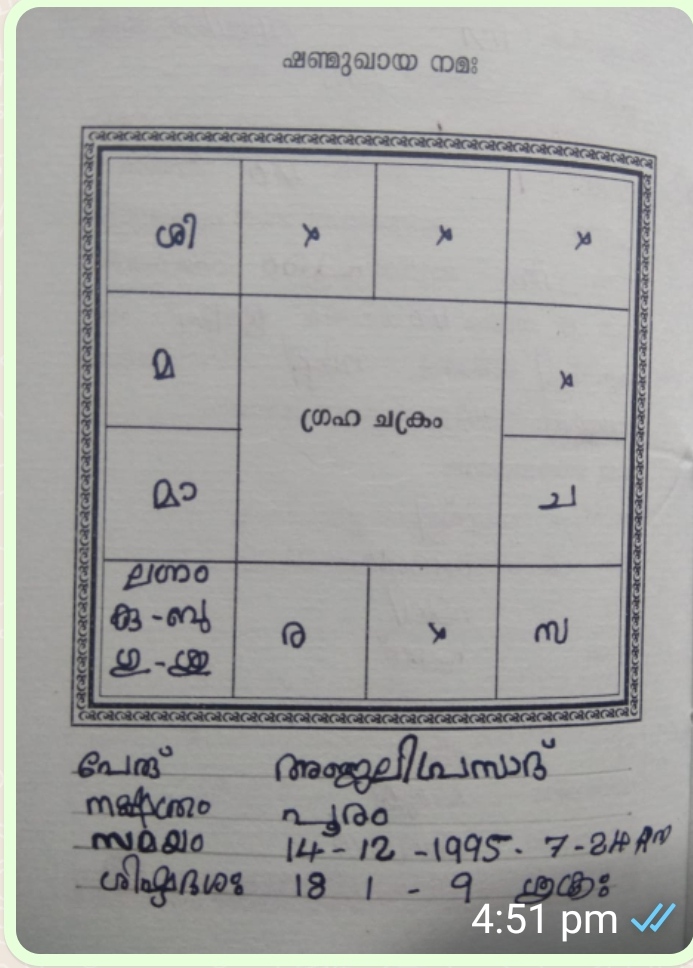 ഷണ്മുഖായ നമഃ
ശി x x x
മ x
ഗ്രഹ ചക്രം
മാ ച
ലഗ്നം
കു - ബു ര x സ
ഗു - ശു
പേര് അഞ്ജലിപ്രസാദ്
നക്ഷത്രം പൂരം
സമയം 14 - 12 - 1995 - 7 - 24 AM
ശിഷ്ടദശഃ 18 1 - 9 ശുക്രഃ
4:51 pm